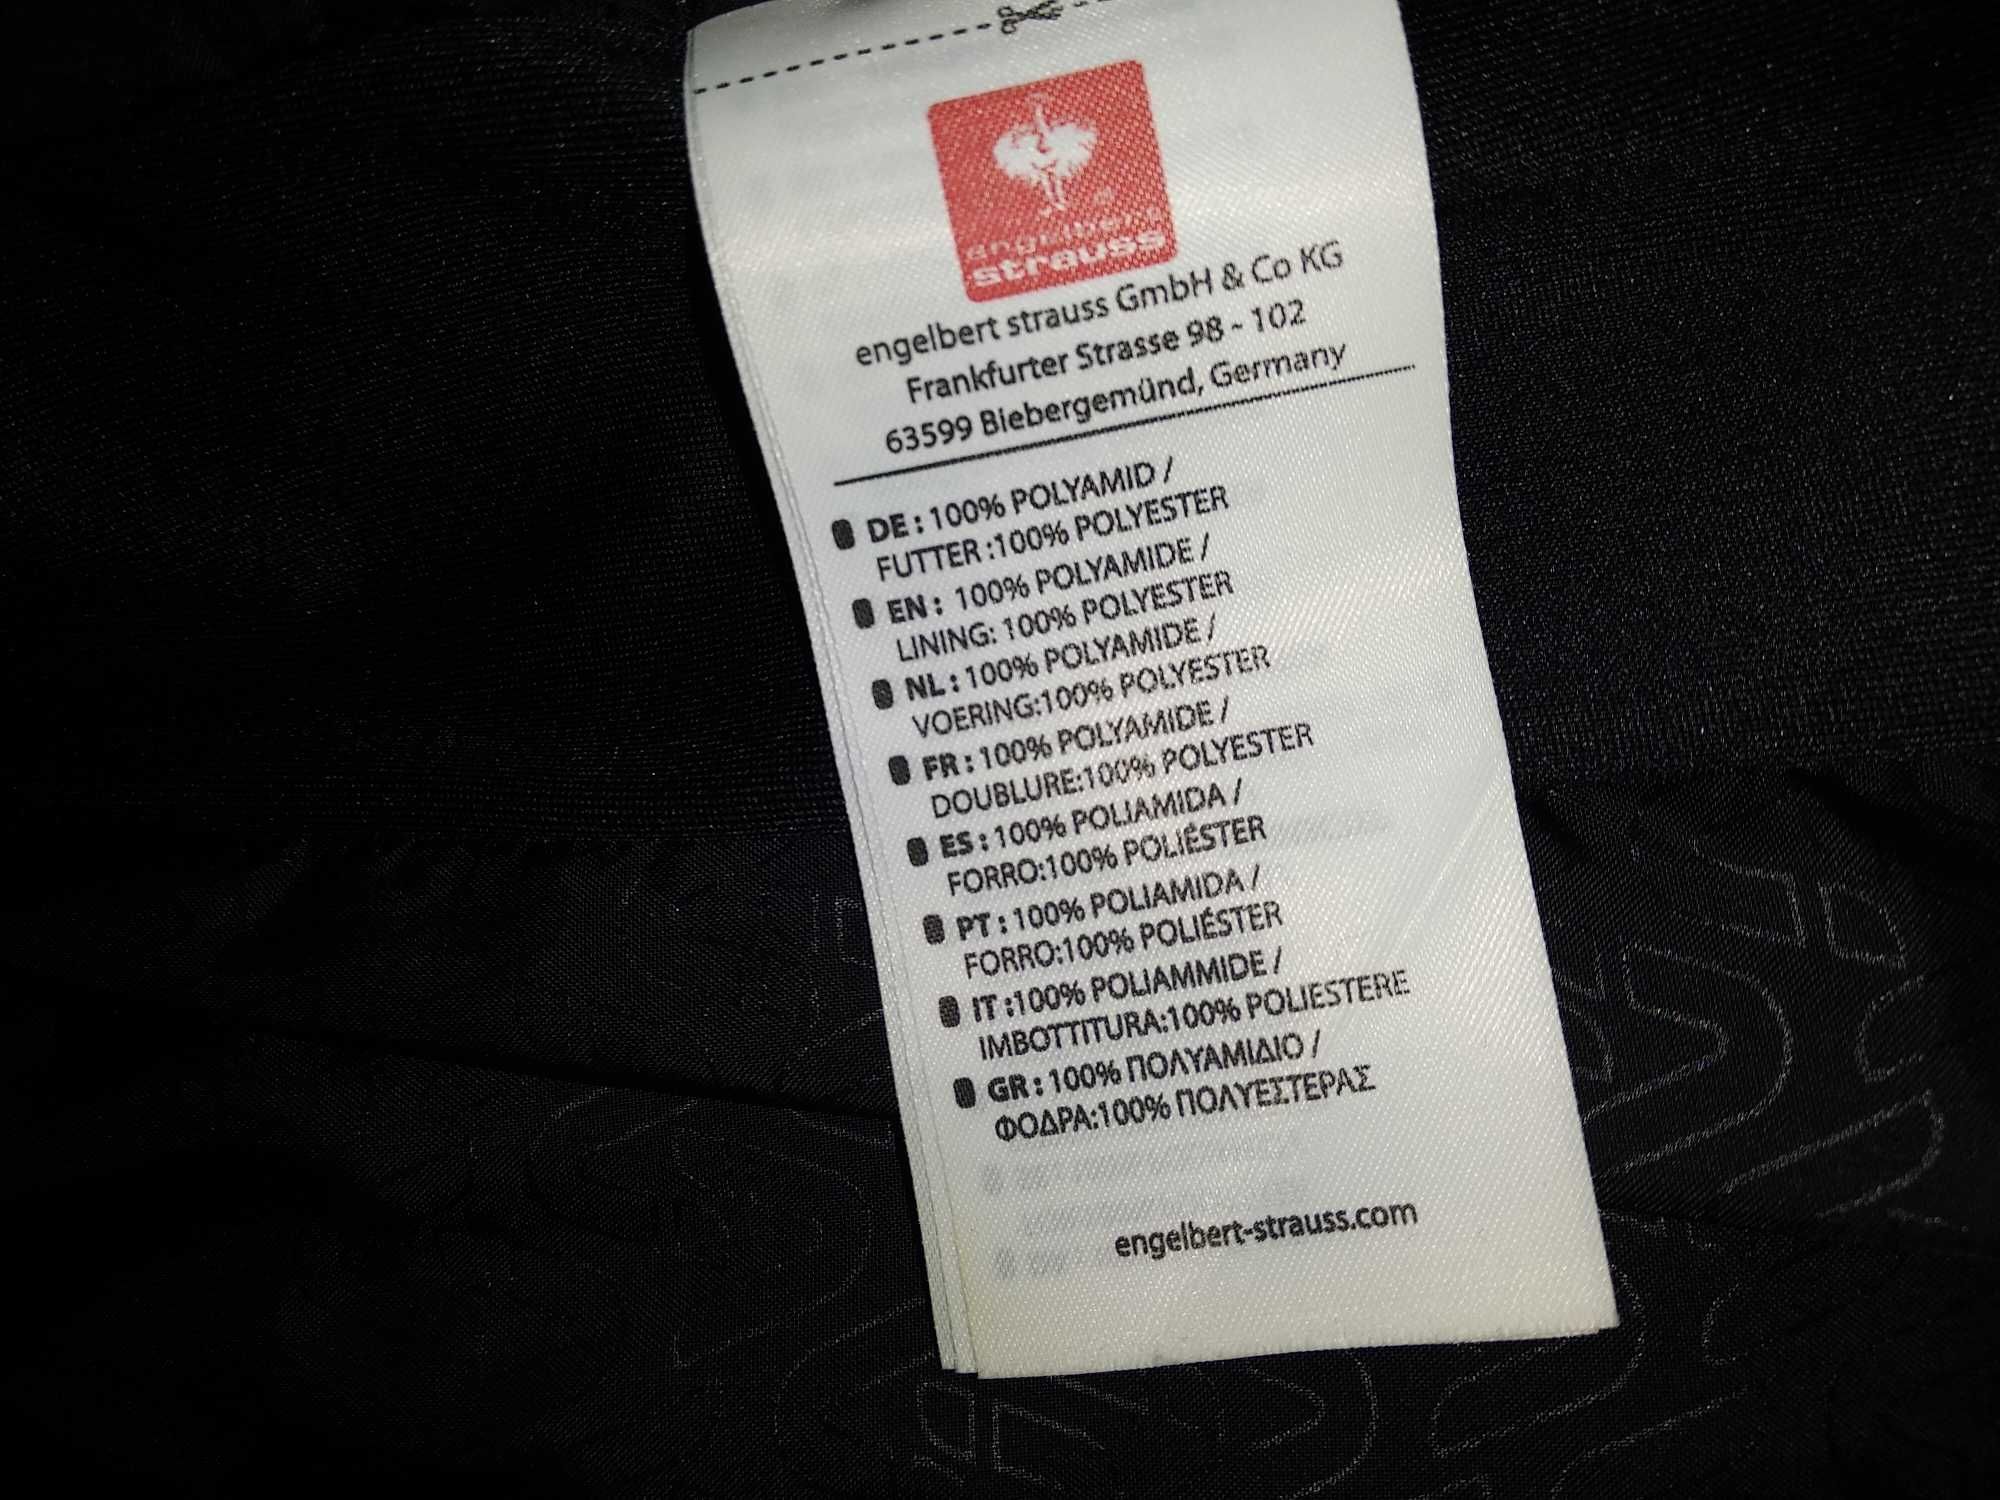 engelbert
strauss
engelbert strauss GmbH & Co KG
Frankfurter Strasse 98 - 102
63599 Biebergemünd, Germany
DE : 100% POLYAMID /
FUTTER :100% POLYESTER
EN : 100% POLYAMIDE /
LINING: 100% POLYESTER
NL : 100% POLYAMIDE /
VOERING:100% POLYESTER
FR : 100% POLYAMIDE /
DOUBLURE:100% POLYESTER
ES : 100% POLIAMIDA /
FORRO:100% POLIÉSTER
PT : 100% POLIAMIDA /
FORRO:100% POLIÉSTER
IT :100% POLIAMMIDE /
IMBOTTITURA:100% POLIESTERE
GR : 100% ΠΟΛΥΑΜΙΔΙΟ /
ΦΟΔΡΑ:100% ΠΟΛΥΕΣΤΕΡΑΣ
engelbert-strauss.com